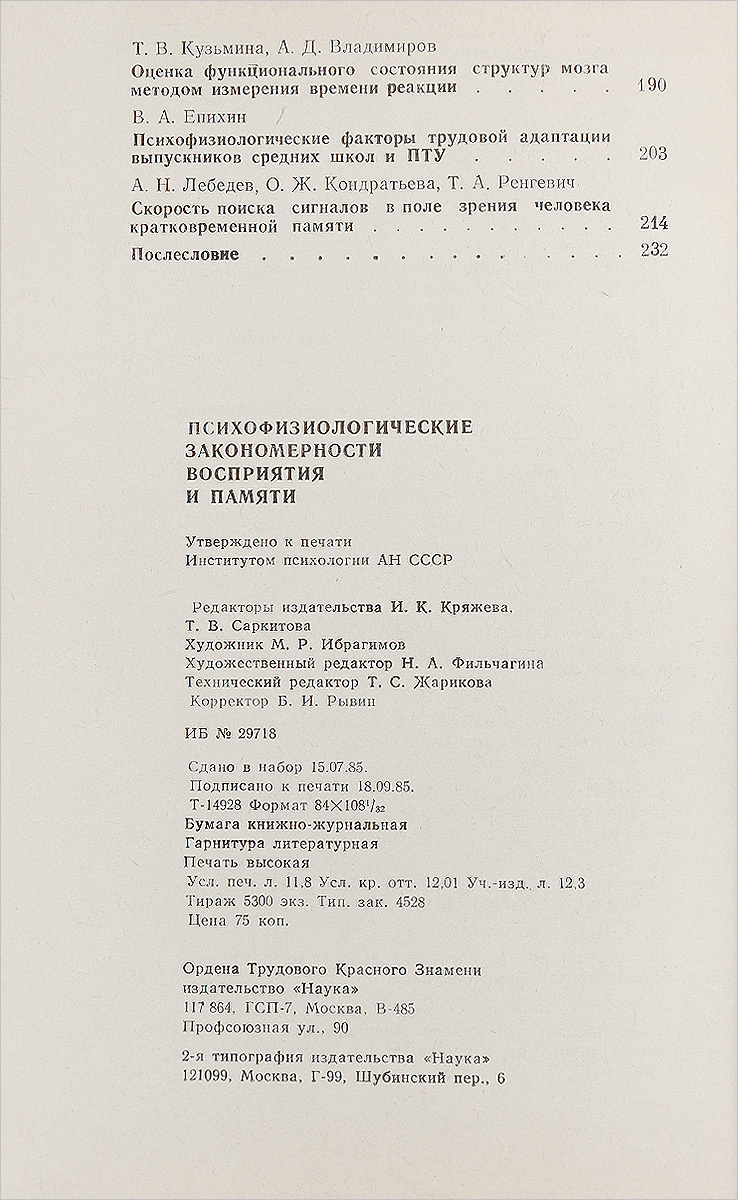 Т. В. Кузьмина, А. Д. Владимиров
Оценка функционального состояния структур мозга
методом измерения времени реакции . . . . . 190
В. А. Епихин
Психофизиологические факторы трудовой адаптации
выпускников средних школ и ПТУ . . . . . 203
А. Н. Лебедев, О. Ж. Кондратьева, Т. А. Ренгевич
Скорость поиска сигналов в поле зрения человека
кратковременной памяти . . . . . . . . . . . 214
Послесловие . . . . . . . . . . . . . . 232
ПСИХОФИЗИОЛОГИЧЕСКИЕ
ЗАКОНОМЕРНОСТИ
ВОСПРИЯТИЯ
И ПАМЯТИ
Утверждено к печати
Институтом психологии АН СССР
Редакторы издательства И. К. Кряжева,
Т. В. Саркитова
Художник М. Р. Ибрагимов
Художественный редактор Н. А. Фильчагина
Технический редактор Т. С. Жарикова
Корректор Б. И. Рывин
ИБ № 29718
Сдано в набор 15.07.85.
Подписано к печати 18.09.85.
Т-14928 Формат 84×108 1/32
Бумага книжно-журнальная
Гарнитура литературная
Печать высокая
Усл. печ. л. 11,8 Усл. кр. отт. 12,01 Уч.-изд. л. 12,3
Тираж 5300 экз. Тип. зак. 4528
Цена 75 коп.
Ордена Трудового Красного Знамени
издательство «Наука»
117 864, ГСП-7, Москва, В-485
Профсоюзная ул., 90
2-я типография издательства «Наука»
121099, Москва, Г-99, Шубинский пер., 6